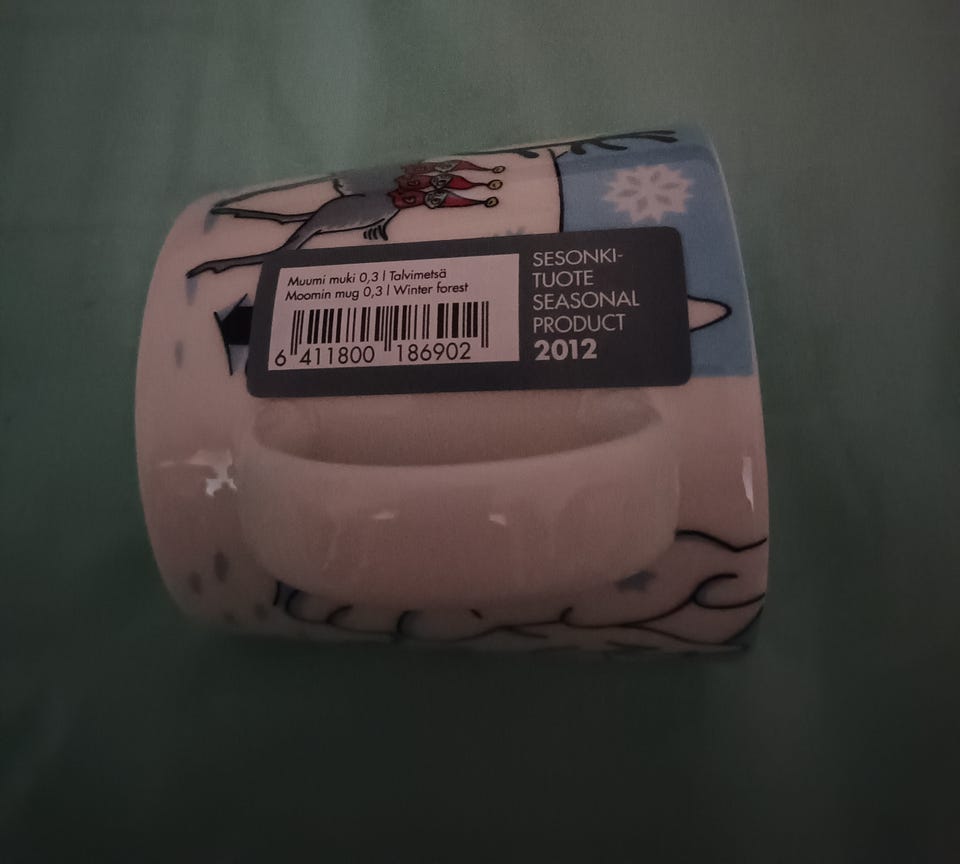 Muumi muki 0,3 l Talvimetsä
Moomin mug 0,3 l Winter forest
6 411800 186902
SESONKI-
TUOTE
SEASONAL
PRODUCT
2012